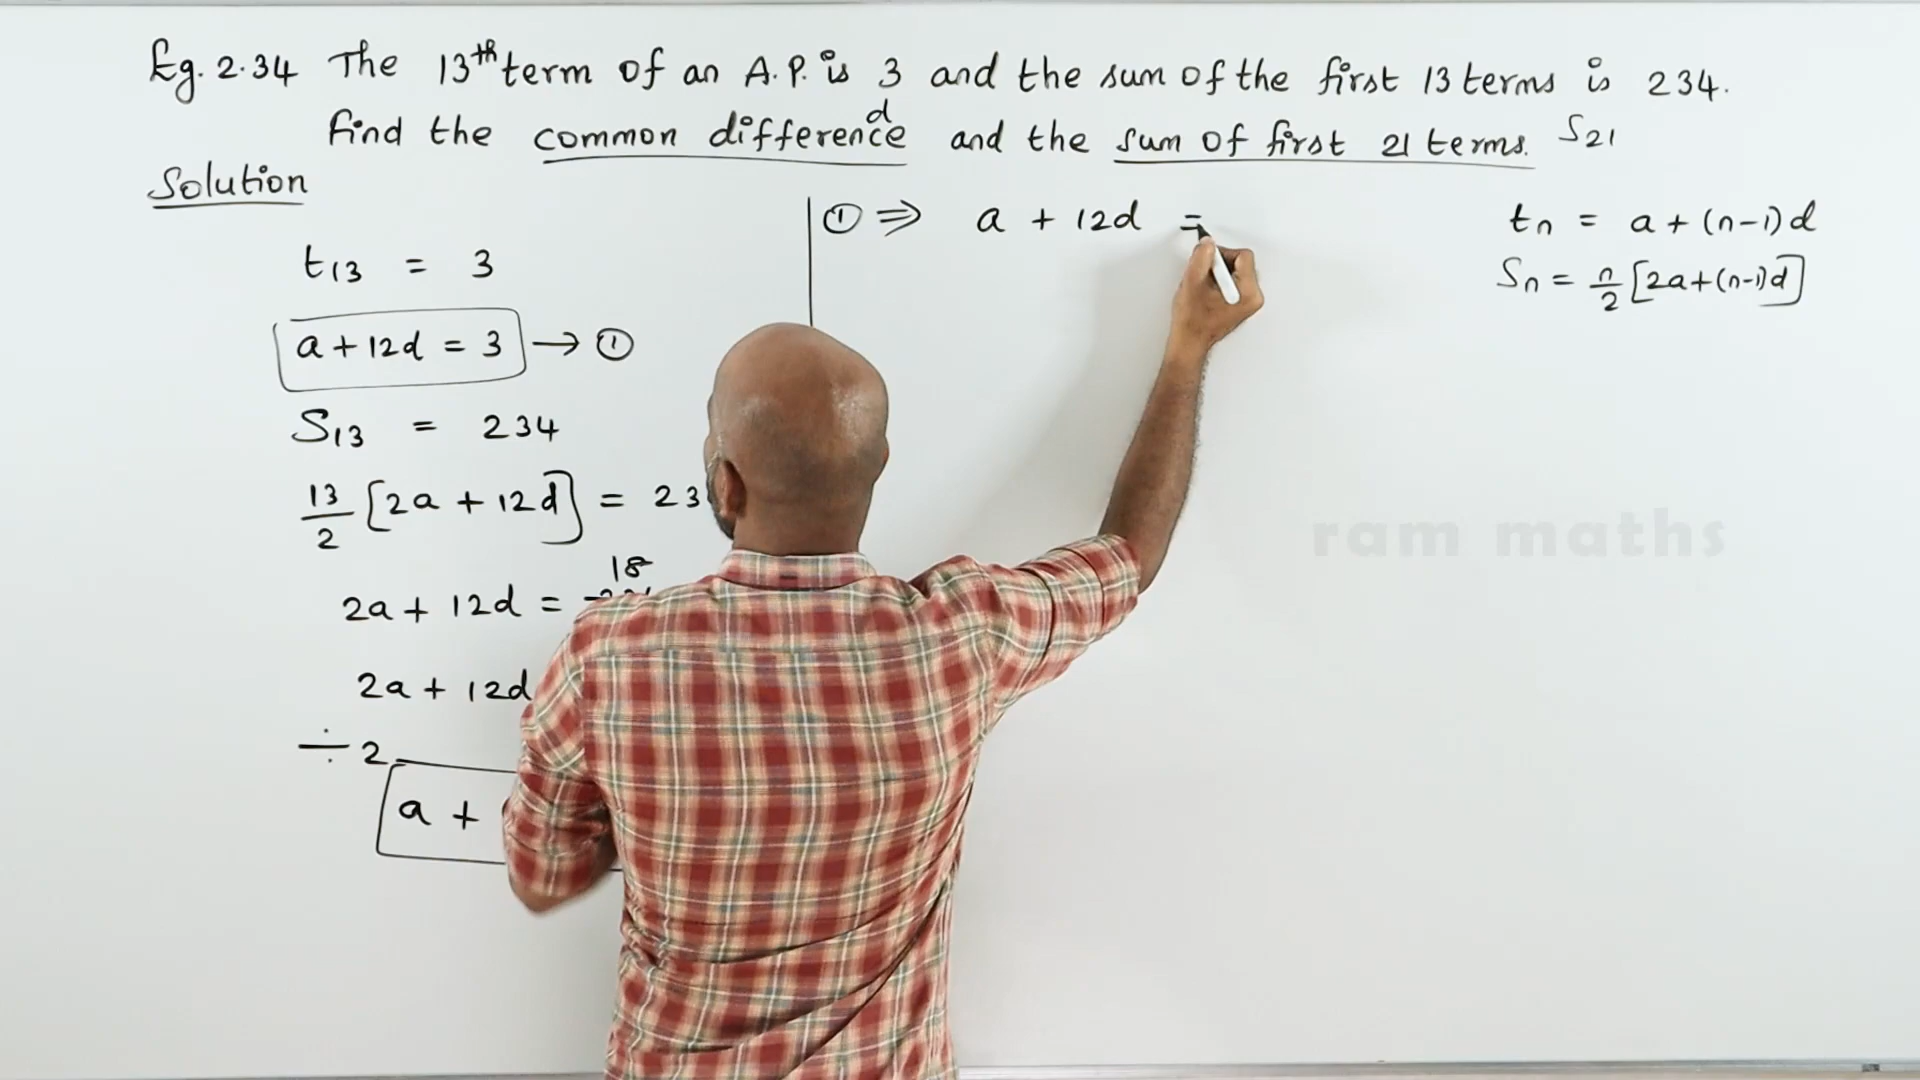 Eg. 2.34 The 13th term of an A.P. is 3 and the sum of the first 13 terms is 234.
Find the common difference d and the sum of first 21 terms. S21
Solution
t13 = 3
a + 12d = 3 → ①
S13 = 234
13/2 [2a + 12d] = 23
18
2a + 12d =
2a + 12d
÷ 2
a +
① ⇒ a + 12d =
tn = a + (n-1)d
Sn = n/2 [2a+(n-1)d]
ram maths